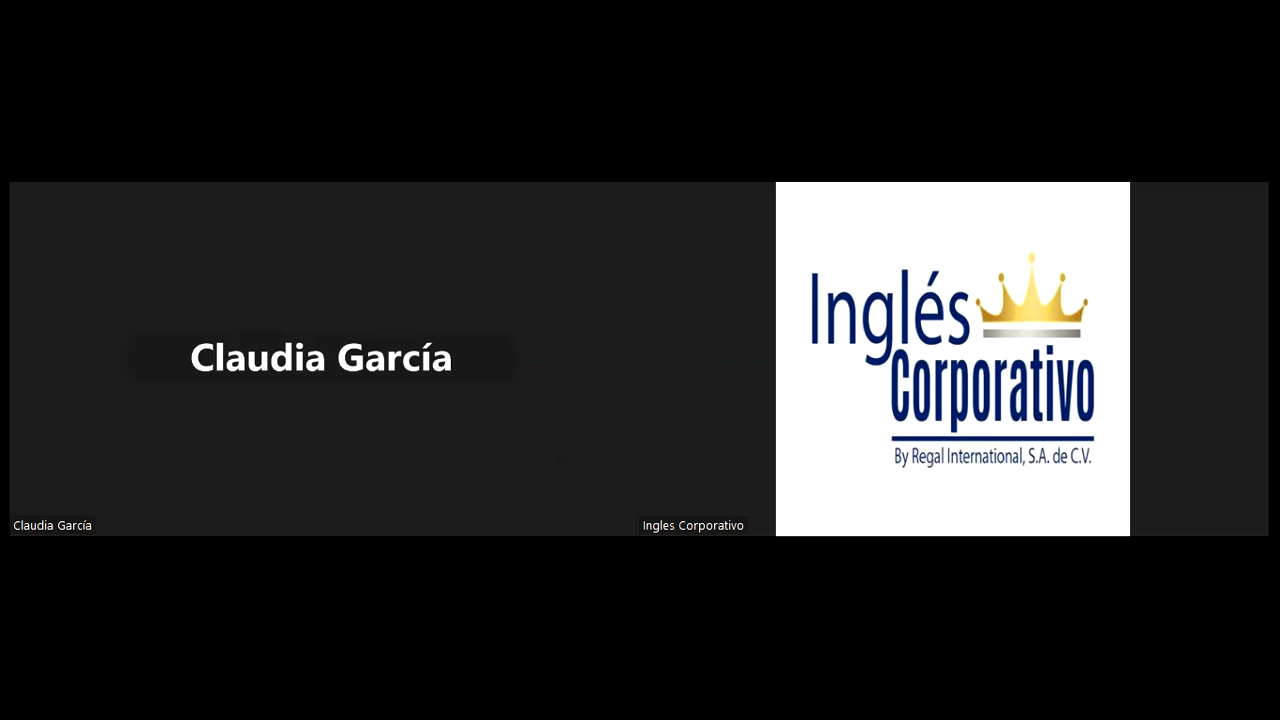 Claudia García
Claudia García
Ingles Corporativo
Inglés
Corporativo
By Regal International, S.A. de C.V.